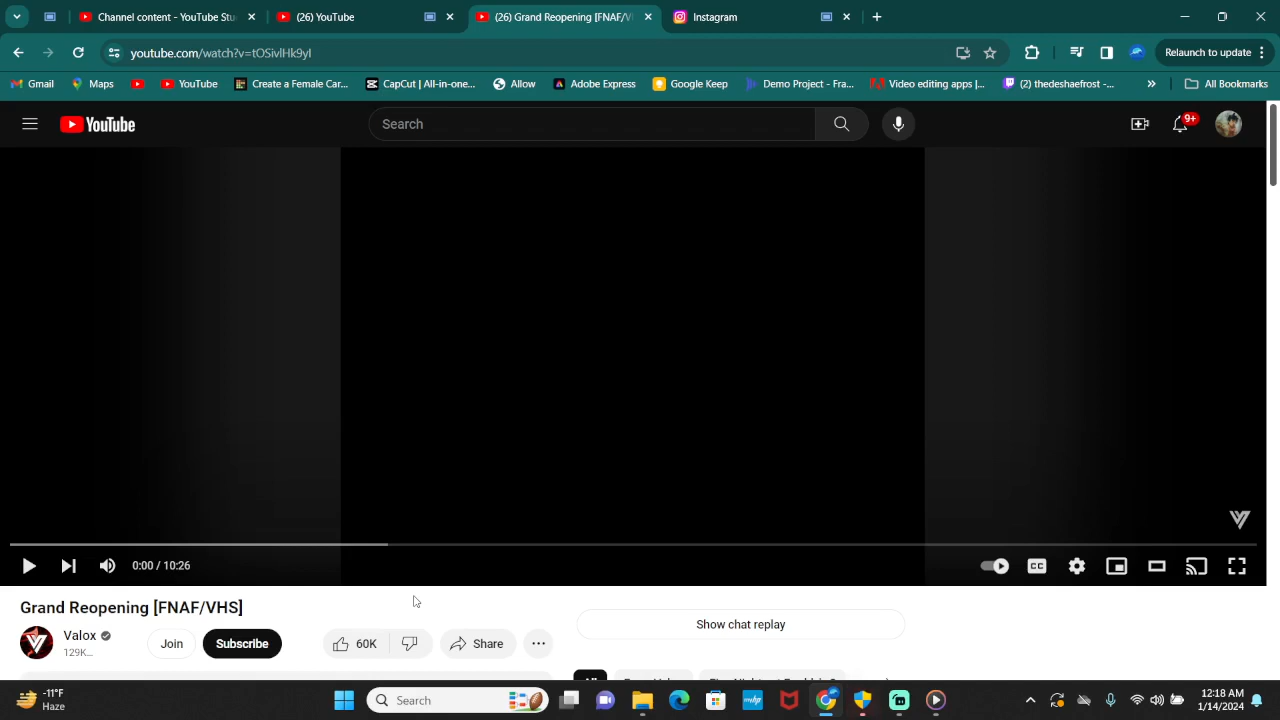 Channel content - YouTube Stu
(26) YouTube
(26) Grand Reopening [FNAF/V
Instagram
youtube.com/watch?v=tOSivlHk9yI
Relaunch to update
Gmail
Maps
YouTube
Create a Female Car...
CapCut | All-in-one...
Allow
Adobe Express
Google Keep
Demo Project - Fra...
Video editing apps |...
(2) thedeshaefrost -...
All Bookmarks
YouTube
Search
9+
0:00 / 10:26
CC
Grand Reopening [FNAF/VHS]
Show chat replay
Valox
129K...
Join
Subscribe
60K
Share
-11°F
Haze
Search
12:18 AM
1/14/2024